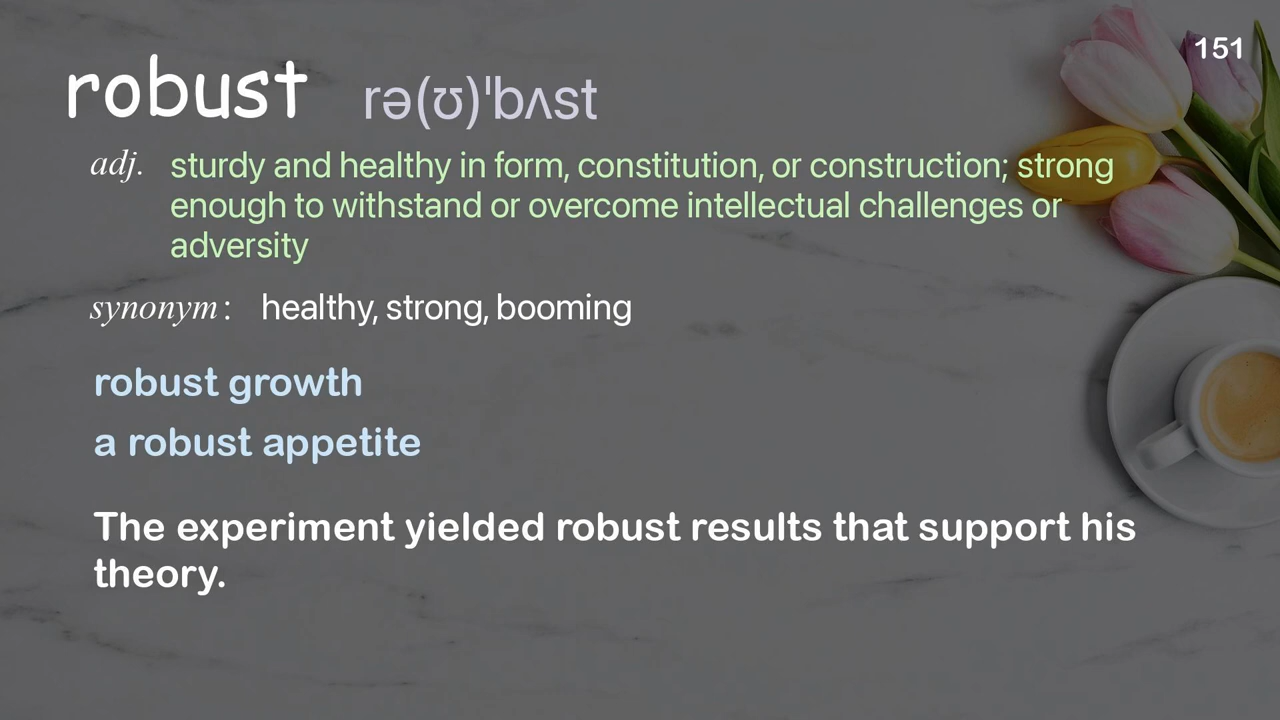 151
robust rə(ʊ)ˈbʌst
adj. sturdy and healthy in form, constitution, or construction; strong
enough to withstand or overcome intellectual challenges or
adversity
synonym: healthy, strong, booming
robust growth
a robust appetite
The experiment yielded robust results that support his
theory.